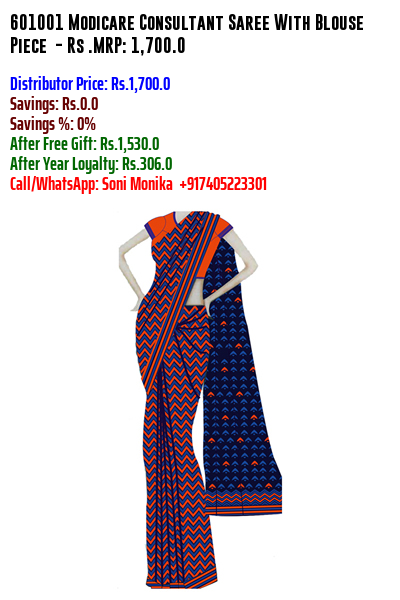 601001 Modicare Consultant Saree With Blouse
Piece - Rs .MRP: 1,700.0
Distributor Price: Rs.1,700.0
Savings: Rs.0.0
Savings %: 0%
After Free Gift: Rs.1,530.0
After Year Loyalty: Rs.306.0
Call/WhatsApp: Soni Monika +917405223301